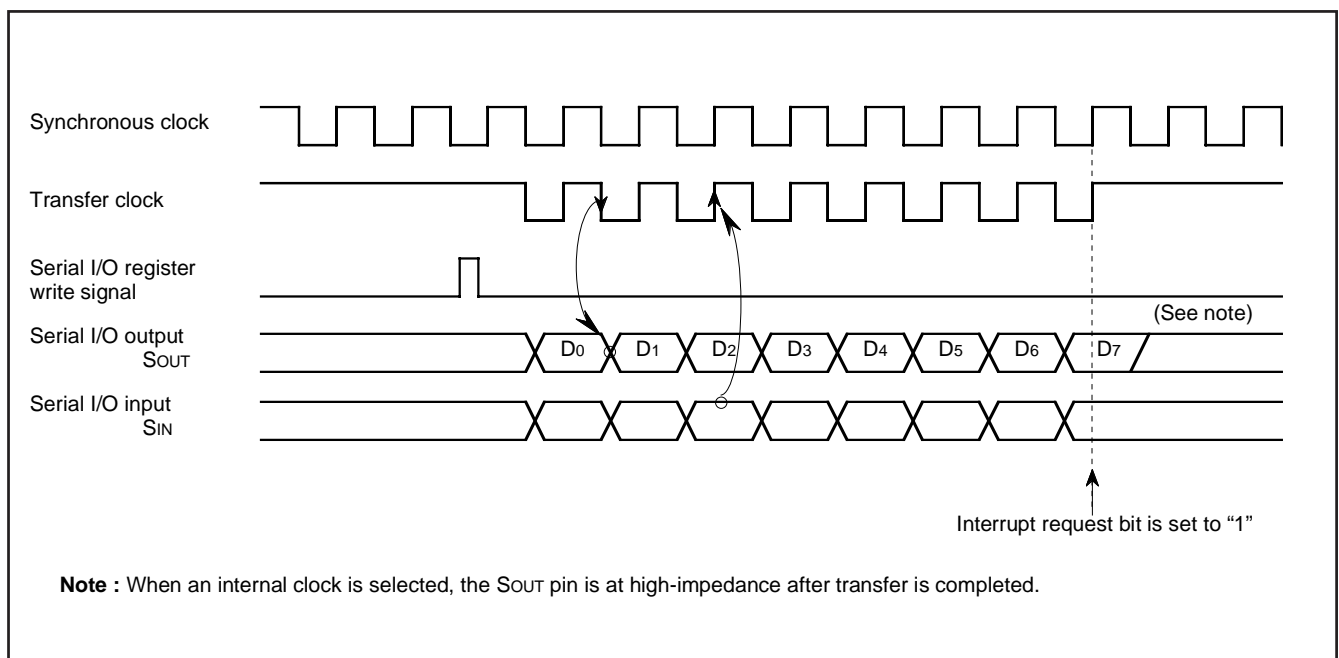 Synchronous clock
Transfer clock
Serial I/O register
write signal
(See note)
Serial I/O output
SOUT
D0 D1 D2 D3 D4 D5 D6 D7
Serial I/O input
SIN
Interrupt request bit is set to “1”
Note : When an internal clock is selected, the SOUT pin is at high-impedance after transfer is completed.